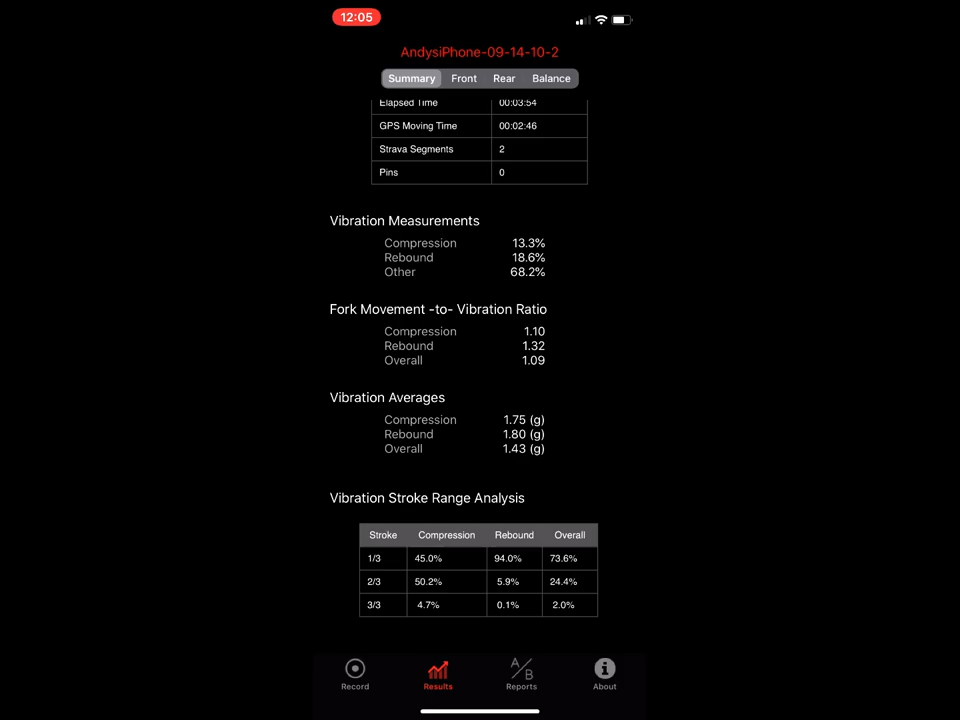 12:05
AndysiPhone-09-14-10-2
Summary Front Rear Balance
Elapsed Time 00:03:54
GPS Moving Time 00:02:46
Strava Segments 2
Pins 0
Vibration Measurements
Compression 13.3%
Rebound 18.6%
Other 68.2%
Fork Movement -to- Vibration Ratio
Compression 1.10
Rebound 1.32
Overall 1.09
Vibration Averages
Compression 1.75 (g)
Rebound 1.80 (g)
Overall 1.43 (g)
Vibration Stroke Range Analysis
Stroke Compression Rebound Overall
1/3 45.0% 94.0% 73.6%
2/3 50.2% 5.9% 24.4%
3/3 4.7% 0.1% 2.0%
A/B
Record Results Reports About